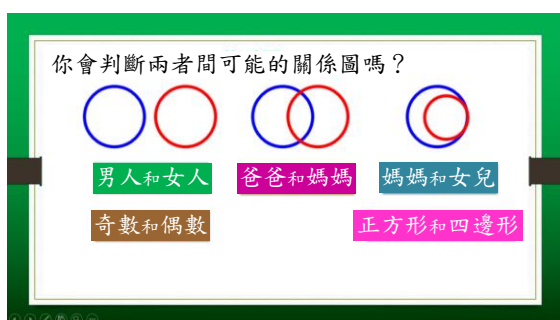 你會判斷兩者間可能的關係圖嗎？
男人和女人 爸爸和媽媽 媽媽和女兒
奇數和偶數 正方形和四邊形